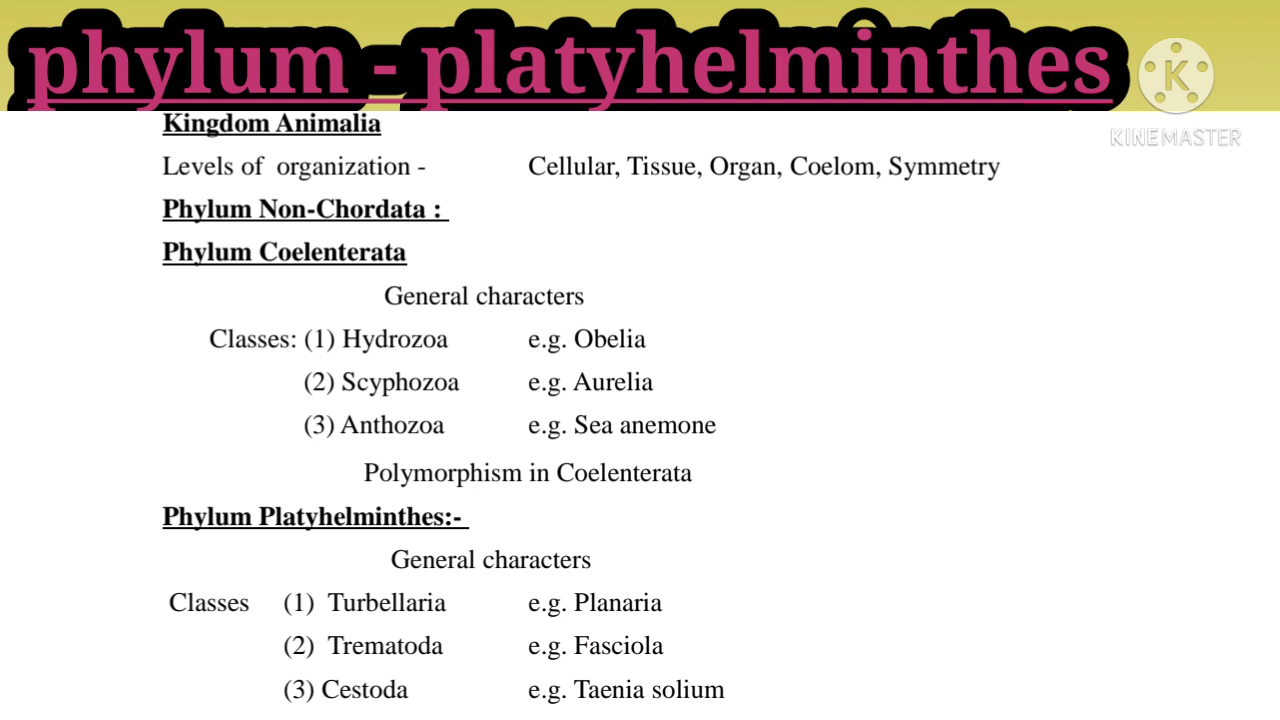 phylum - platyhelminthes
K
KINEMASTER
Kingdom Animalia
Levels of organization - Cellular, Tissue, Organ, Coelom, Symmetry
Phylum Non-Chordata :
Phylum Coelenterata
General characters
Classes: (1) Hydrozoa e.g. Obelia
(2) Scyphozoa e.g. Aurelia
(3) Anthozoa e.g. Sea anemone
Polymorphism in Coelenterata
Phylum Platyhelminthes:-
General characters
Classes (1) Turbellaria e.g. Planaria
(2) Trematoda e.g. Fasciola
(3) Cestoda e.g. Taenia solium